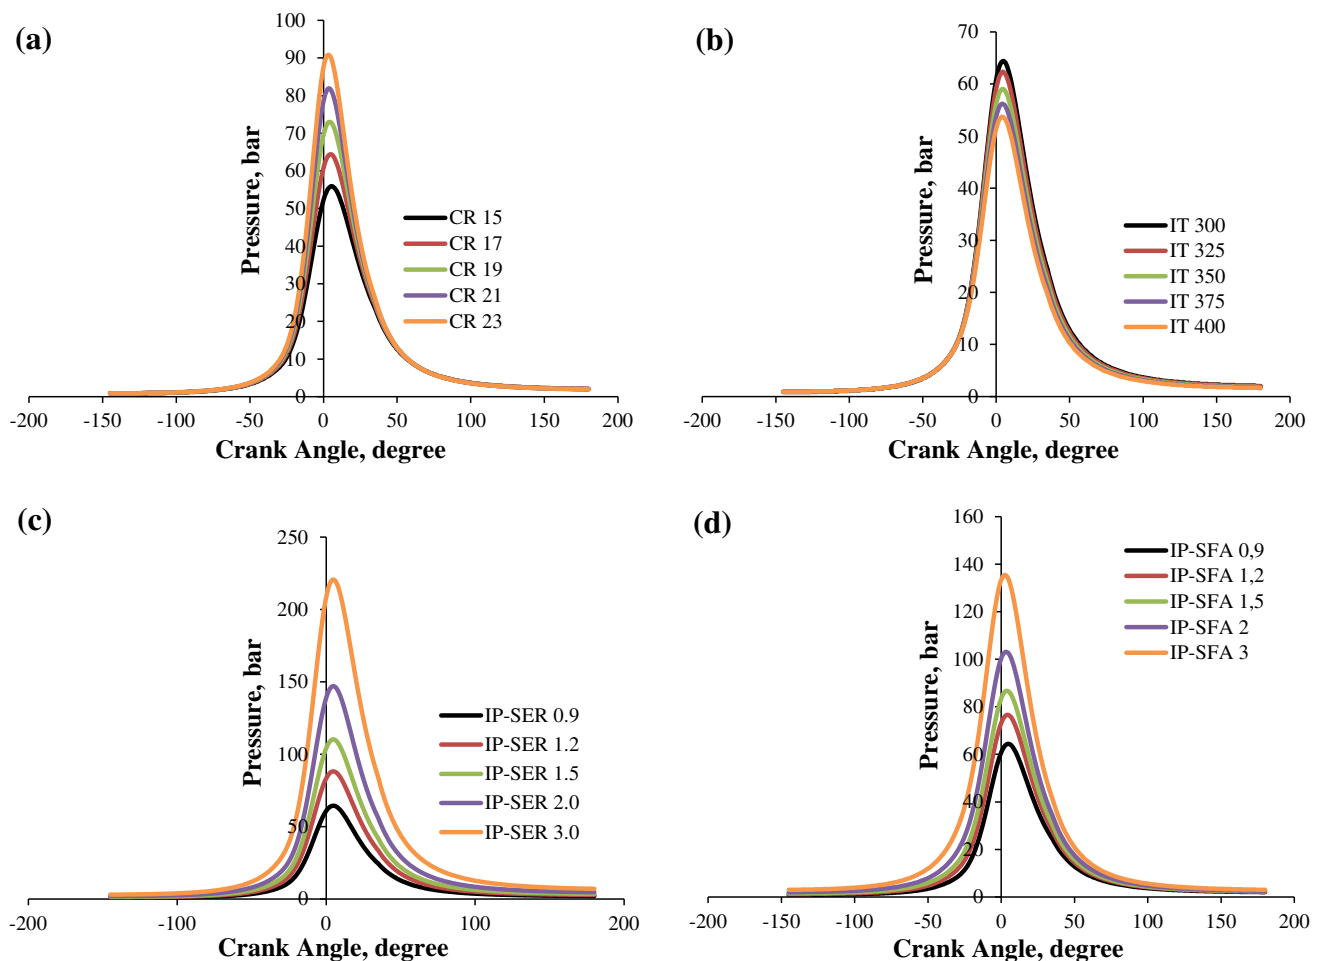 (a)
100
90
80
70
60
50
40
30
20
10
0
Pressure, bar
CR 15
CR 17
CR 19
CR 21
CR 23
-200 -150 -100 -50 0 50 100 150 200
Crank Angle, degree
(b)
70
60
50
40
30
20
10
0
Pressure, bar
IT 300
IT 325
IT 350
IT 375
IT 400
-200 -150 -100 -50 0 50 100 150 200
Crank Angle, degree
(c)
250
200
150
100
50
0
Pressure, bar
IP-SER 0.9
IP-SER 1.2
IP-SER 1.5
IP-SER 2.0
IP-SER 3.0
-200 -100 0 100 200
Crank Angle, degree
(d)
160
140
120
100
80
60
40
20
0
Pressure, bar
IP-SFA 0,9
IP-SFA 1,2
IP-SFA 1,5
IP-SFA 2
IP-SFA 3
-200 -150 -100 -50 0 50 100 150 200
Crank Angle, degree